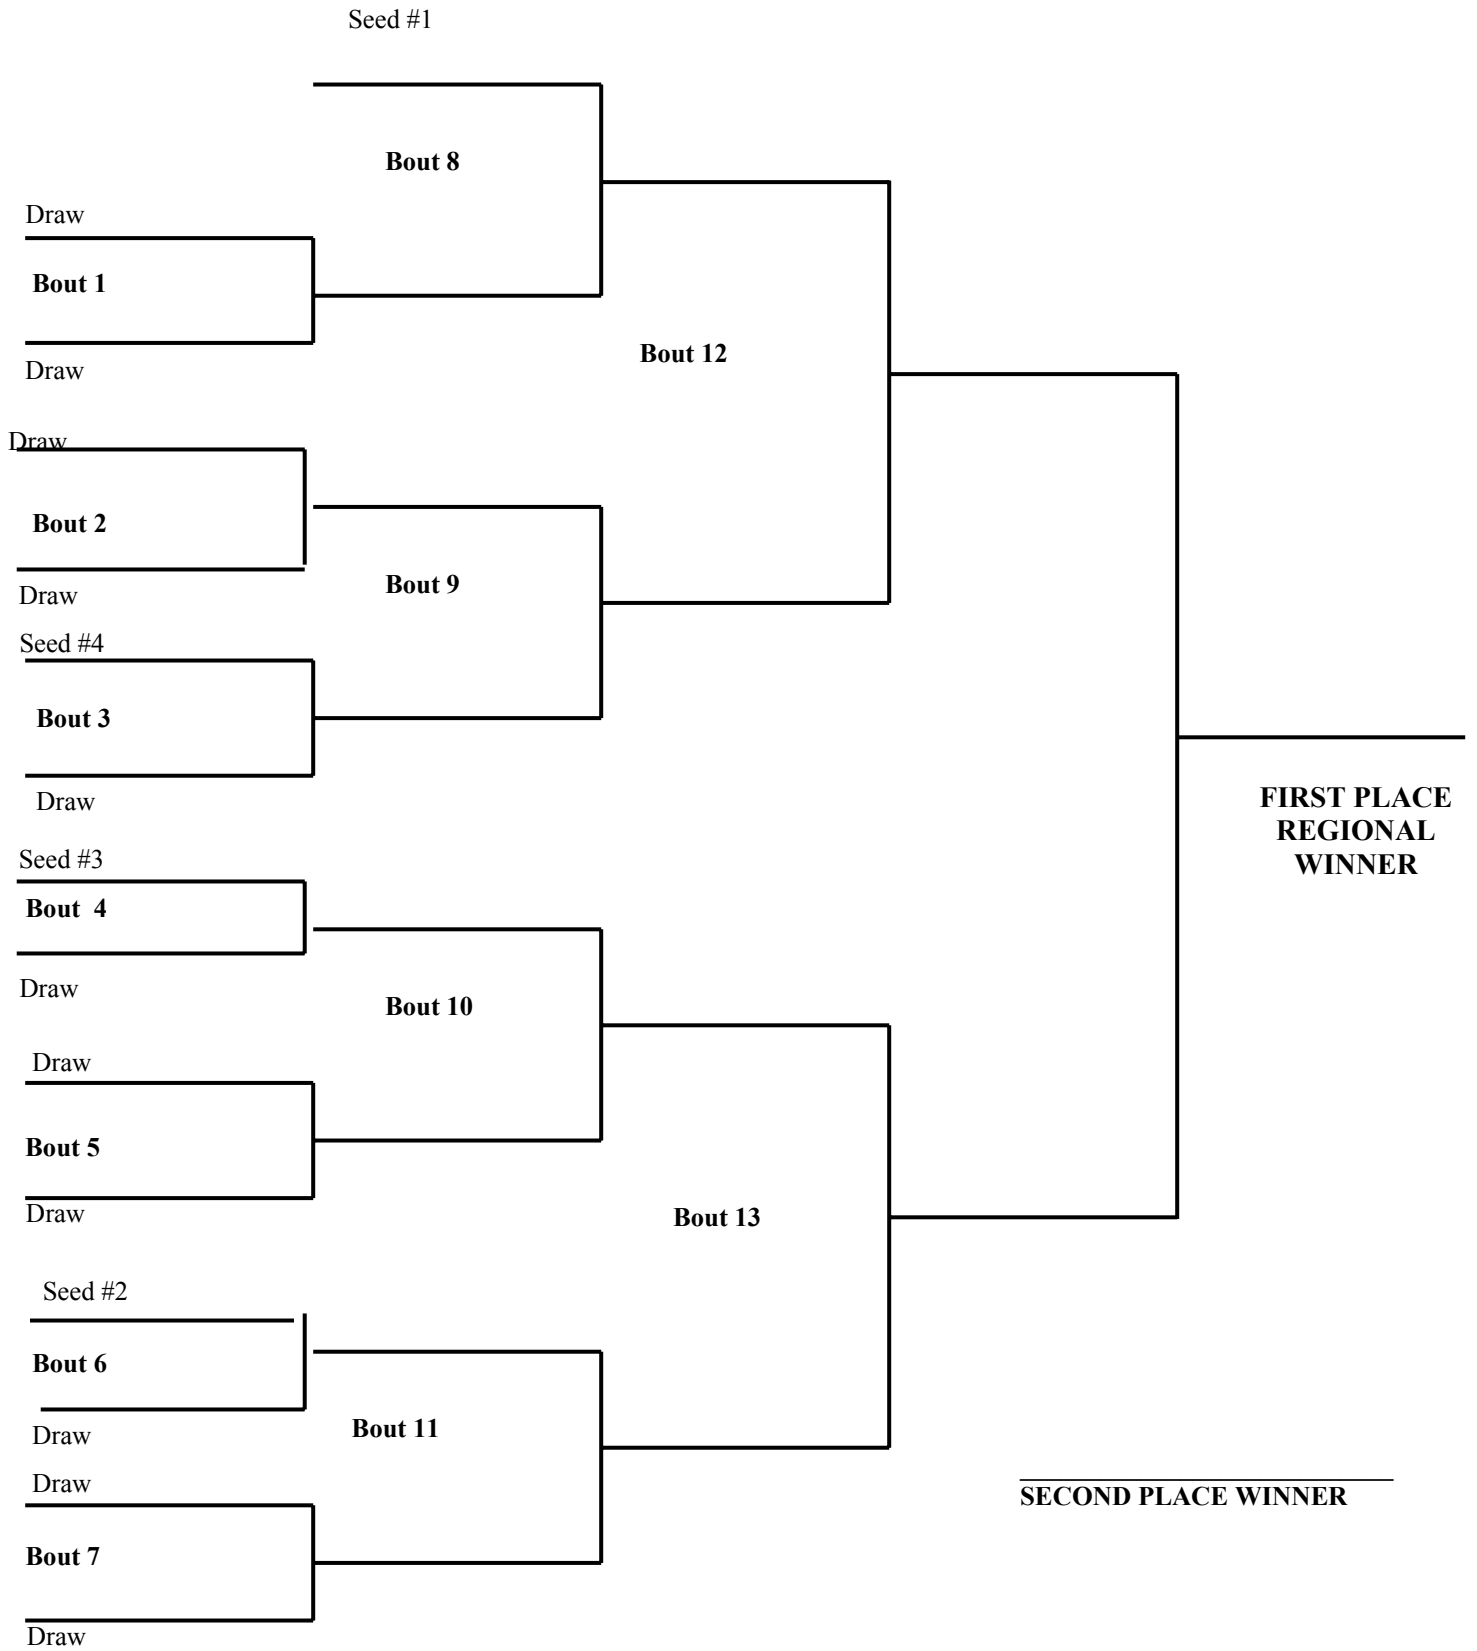 Seed #1
Bout 8
Draw
Bout 1
Draw
Bout 12
Draw
Bout 2
Draw
Bout 9
Seed #4
Bout 3
Draw
FIRST PLACE
REGIONAL
WINNER
Seed #3
Bout 4
Draw
Bout 10
Draw
Bout 5
Draw
Bout 13
Seed #2
Bout 6
Draw
Bout 11
Draw
SECOND PLACE WINNER
Bout 7
Draw